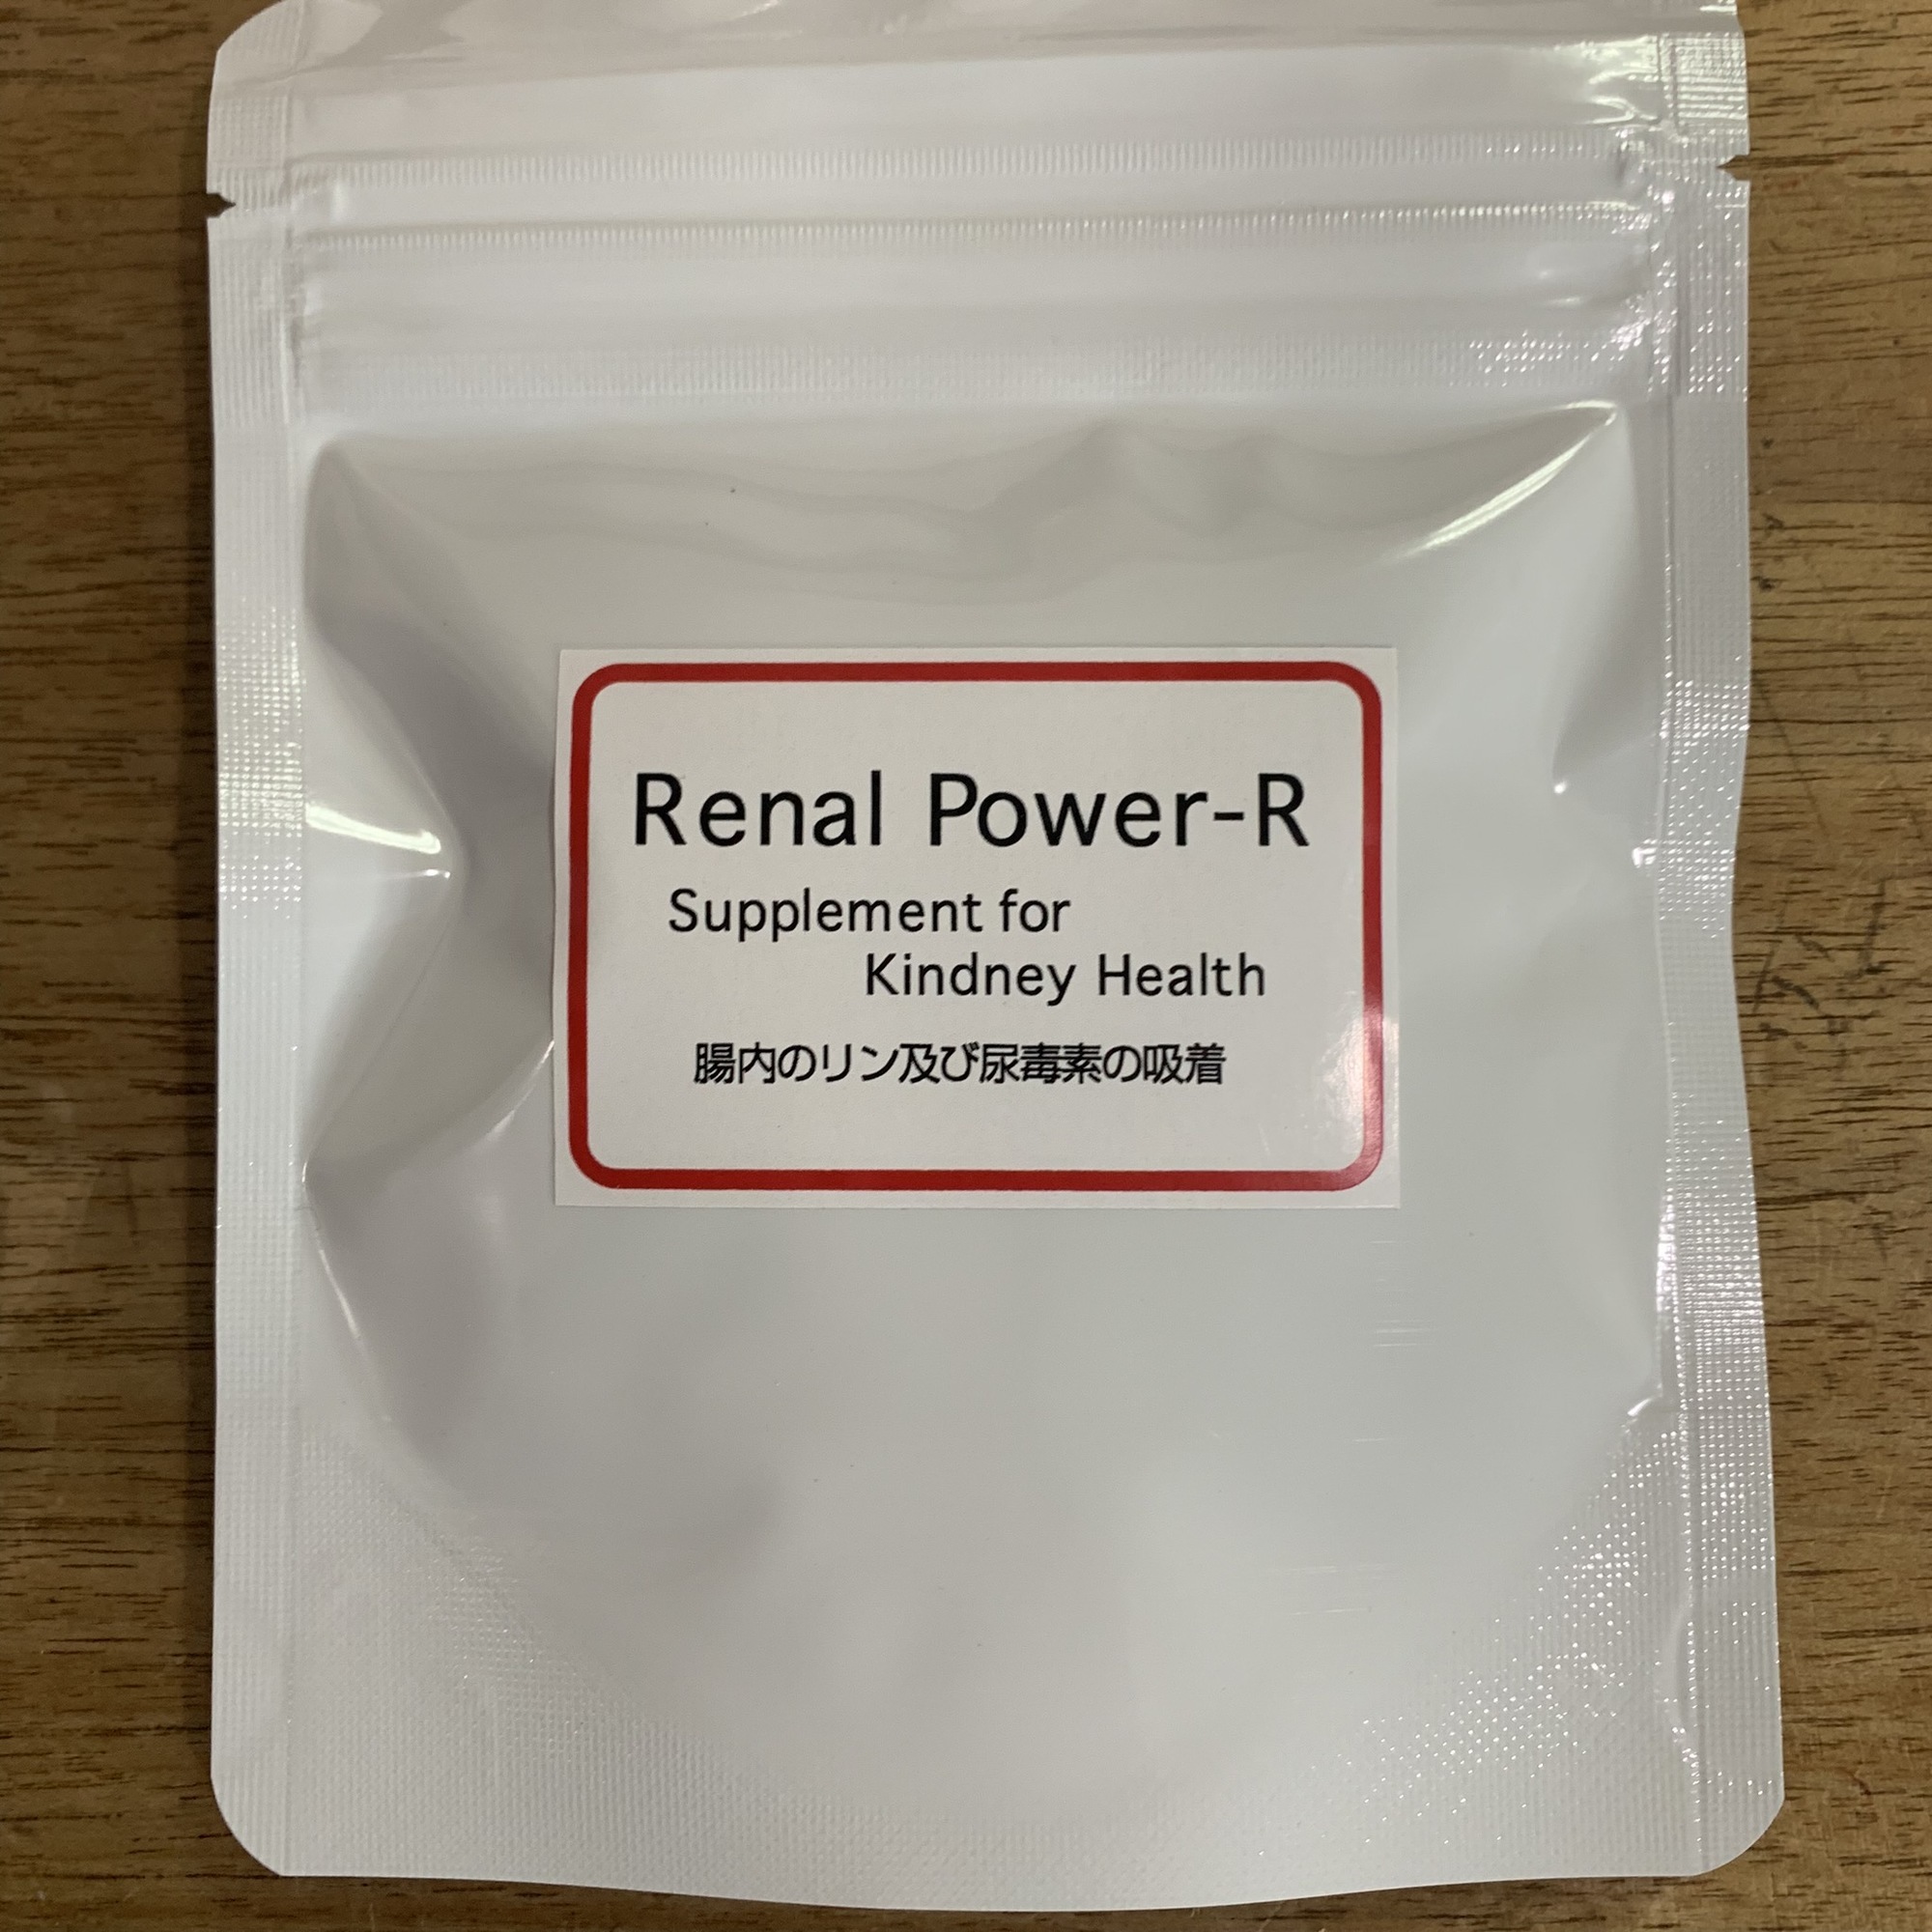 Renal Power-R
Supplement for
Kindney Health
腸内のリン及び尿毒素の吸着